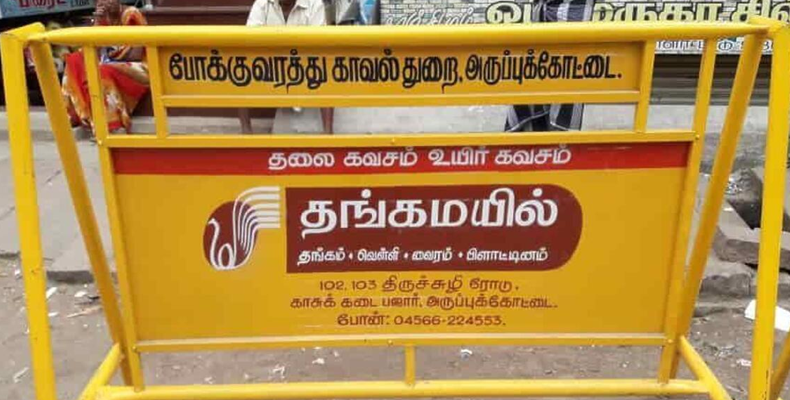 போக்குவரத்து காவல் துறை, அருப்புக்கோட்டை.
தலை கவசம் உயிர் கவசம்
தங்கமயில்
தங்கம் • வெள்ளி • வைரம் • பிளாட்டினம்
102, 103 திருச்சுழி ரோடு,
காசுக் கடை பஜார், அருப்புக்கோட்டை.
போன்: 04566-224553.